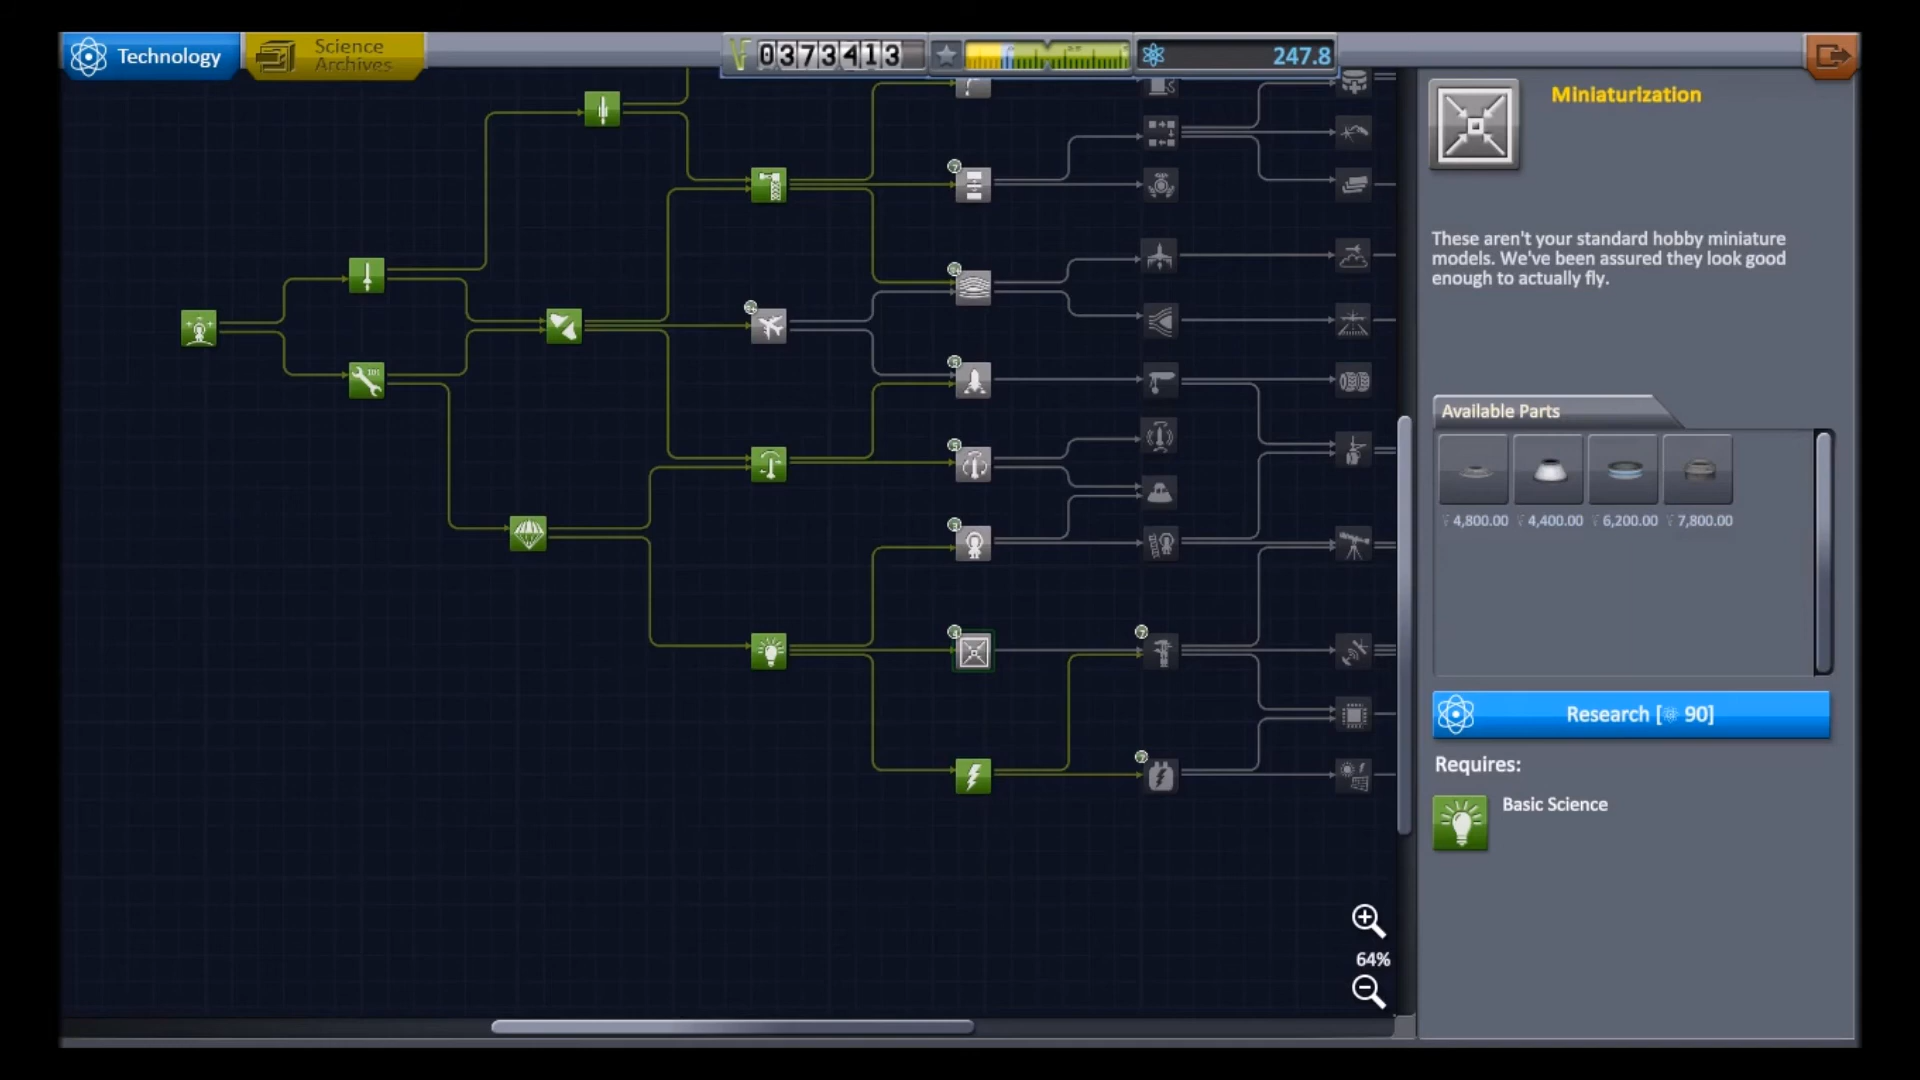 Technology
Science
Archives
0373413
247.8
Miniaturization
These aren't your standard hobby miniature
models. We've been assured they look good
enough to actually fly.
Available Parts
4,800.00 4,400.00 6,200.00 7,800.00
Research [90]
Requires:
Basic Science
64%